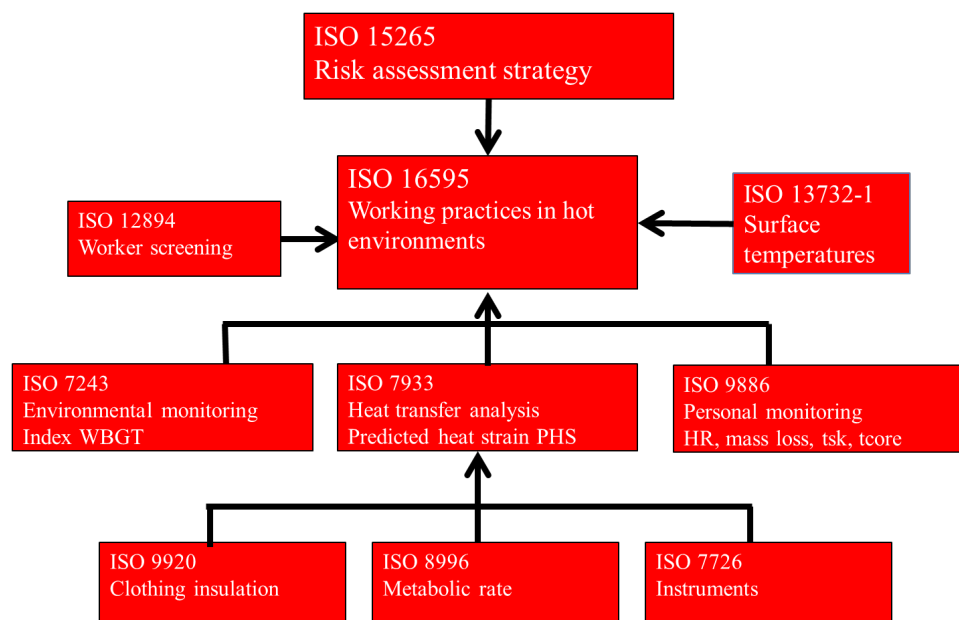 ISO 15265
Risk assessment strategy
ISO 16595
Working practices in hot
environments
ISO 12894
Worker screening
ISO 13732-1
Surface
temperatures
ISO 7243
Environmental monitoring
Index WBGT
ISO 7933
Heat transfer analysis
Predicted heat strain PHS
ISO 9886
Personal monitoring
HR, mass loss, tsk, tcore
ISO 9920
Clothing insulation
ISO 8996
Metabolic rate
ISO 7726
Instruments